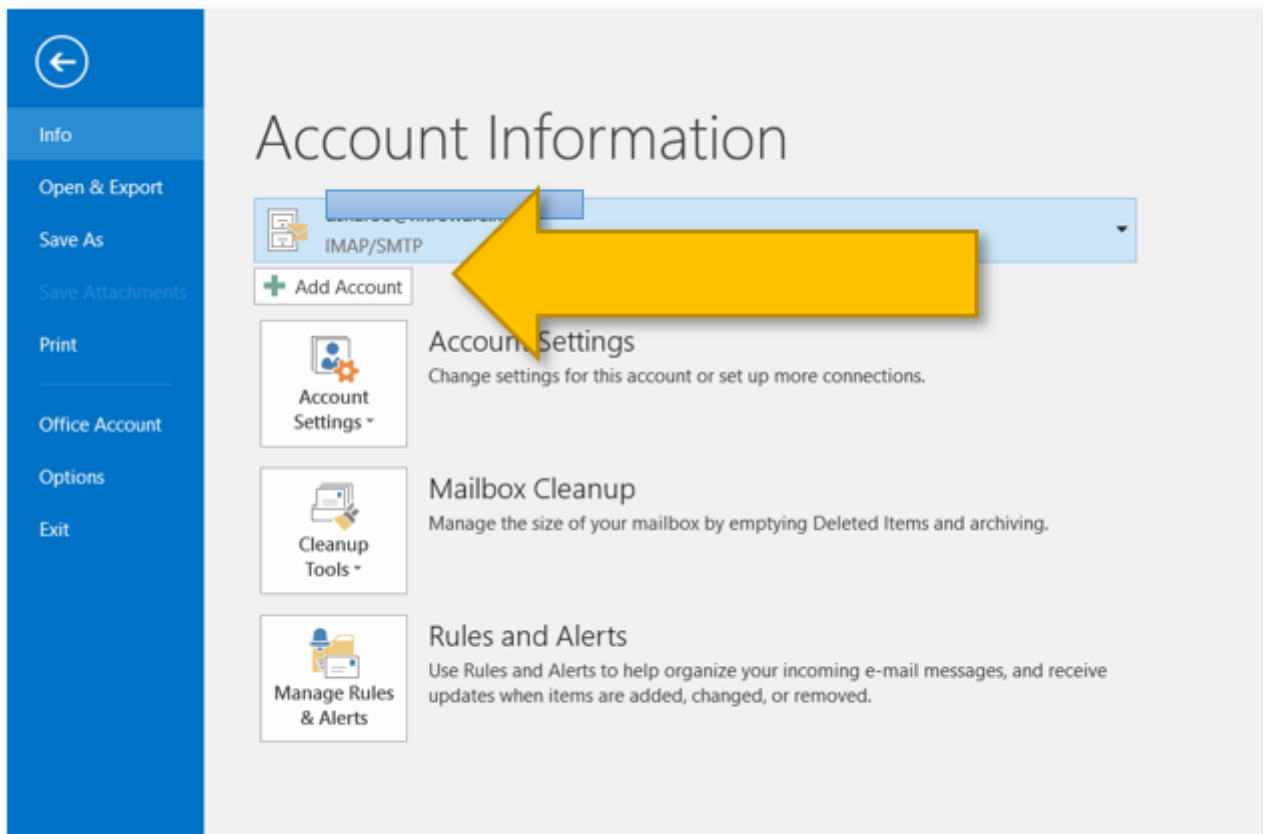 Info
Open & Export
Save As
Save Attachments
Print
Office Account
Options
Exit
Account Information
IMAP/SMTP
Add Account
Account Settings
Change settings for this account or set up more connections.
Account
Settings
Mailbox Cleanup
Manage the size of your mailbox by emptying Deleted Items and archiving.
Cleanup
Tools
Rules and Alerts
Use Rules and Alerts to help organize your incoming e-mail messages, and receive
updates when items are added, changed, or removed.
Manage Rules
& Alerts